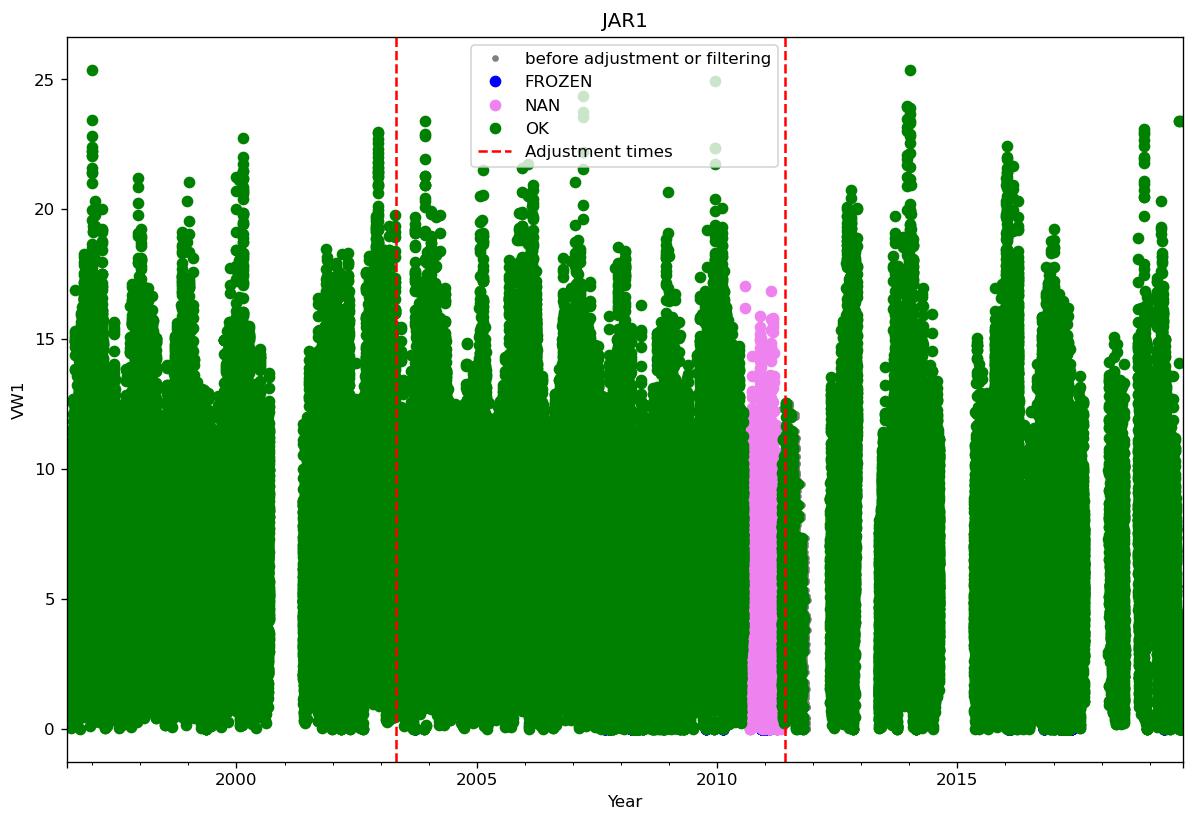 JAR1
before adjustment or filtering
FROZEN
NAN
OK
Adjustment times
25
20
15
10
5
0
VW1
2000
2005
2010
2015
Year